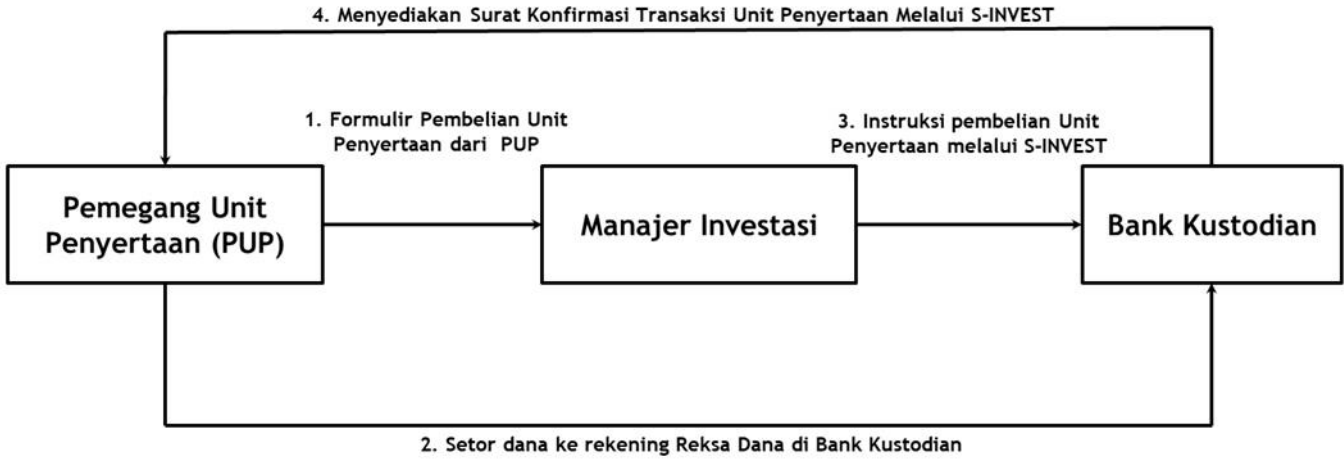 4. Menyediakan Surat Konfirmasi Transaksi Unit Penyertaan Melalui S-INVEST
1. Formulir Pembelian Unit
Penyertaan dari PUP
3. Instruksi pembelian Unit
Penyertaan melalui S-INVEST
Pemegang Unit
Penyertaan (PUP)
Manajer Investasi
Bank Kustodian
2. Setor dana ke rekening Reksa Dana di Bank Kustodian